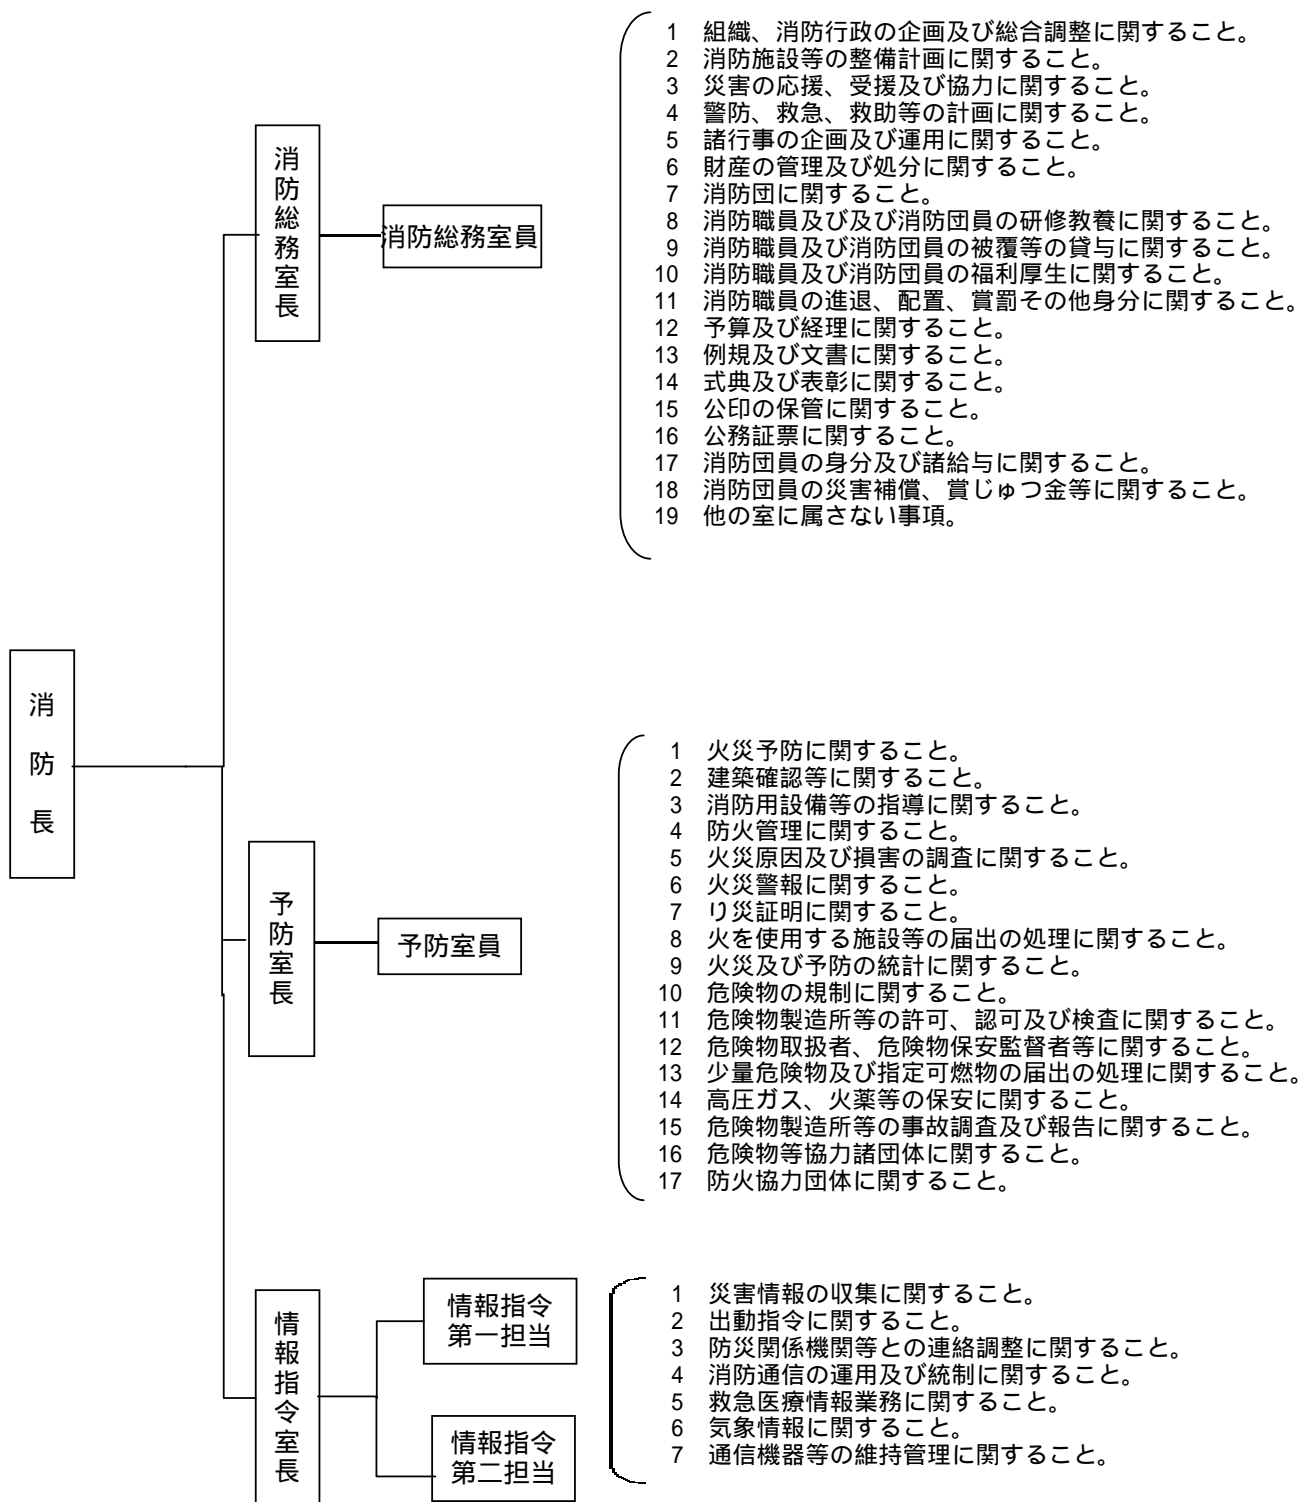 消防長
消防総務室長
消防総務室員
1 組織、消防行政の企画及び総合調整に関すること。
2 消防施設等の整備計画に関すること。
3 災害の応援、受援及び協力に関すること。
4 警防、救急、救助等の計画に関すること。
5 諸行事の企画及び運用に関すること。
6 財産の管理及び処分に関すること。
7 消防団に関すること。
8 消防職員及び及び消防団員の研修教養に関すること。
9 消防職員及び消防団員の被覆等の貸与に関すること。
10 消防職員及び消防団員の福利厚生に関すること。
11 消防職員の進退、配置、賞罰その他身分に関すること。
12 予算及び経理に関すること。
13 例規及び文書に関すること。
14 式典及び表彰に関すること。
15 公印の保管に関すること。
16 公務証票に関すること。
17 消防団員の身分及び諸給与に関すること。
18 消防団員の災害補償、賞じゅつ金等に関すること。
19 他の室に属さない事項。
予防室長
予防室員
1 火災予防に関すること。
2 建築確認等に関すること。
3 消防用設備等の指導に関すること。
4 防火管理に関すること。
5 火災原因及び損害の調査に関すること。
6 火災警報に関すること。
7 り災証明に関すること。
8 火を使用する施設等の届出の処理に関すること。
9 火災及び予防の統計に関すること。
10 危険物の規制に関すること。
11 危険物製造所等の許可、認可及び検査に関すること。
12 危険物取扱者、危険物保安監督者等に関すること。
13 少量危険物及び指定可燃物の届出の処理に関すること。
14 高圧ガス、火薬等の保安に関すること。
15 危険物製造所等の事故調査及び報告に関すること。
16 危険物等協力諸団体に関すること。
17 防火協力団体に関すること。
情報指令室長
情報指令
第一担当
情報指令
第二担当
1 災害情報の収集に関すること。
2 出動指令に関すること。
3 防災関係機関等との連絡調整に関すること。
4 消防通信の運用及び統制に関すること。
5 救急医療情報業務に関すること。
6 気象情報に関すること。
7 通信機器等の維持管理に関すること。